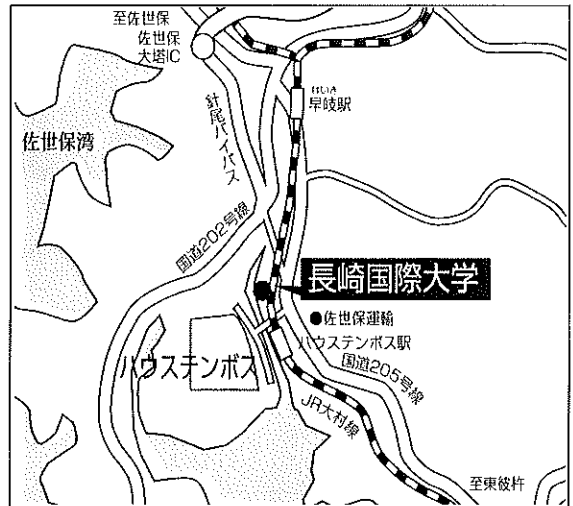 至佐世保
佐世保
大塔IC
はいき
早岐駅
針尾バイパス
佐世保湾
国道202号線
長崎国際大学
●佐世保運輸
ハウステンボス駅
ハウステンボス
国道205号線
JR大村線
至東彼杵